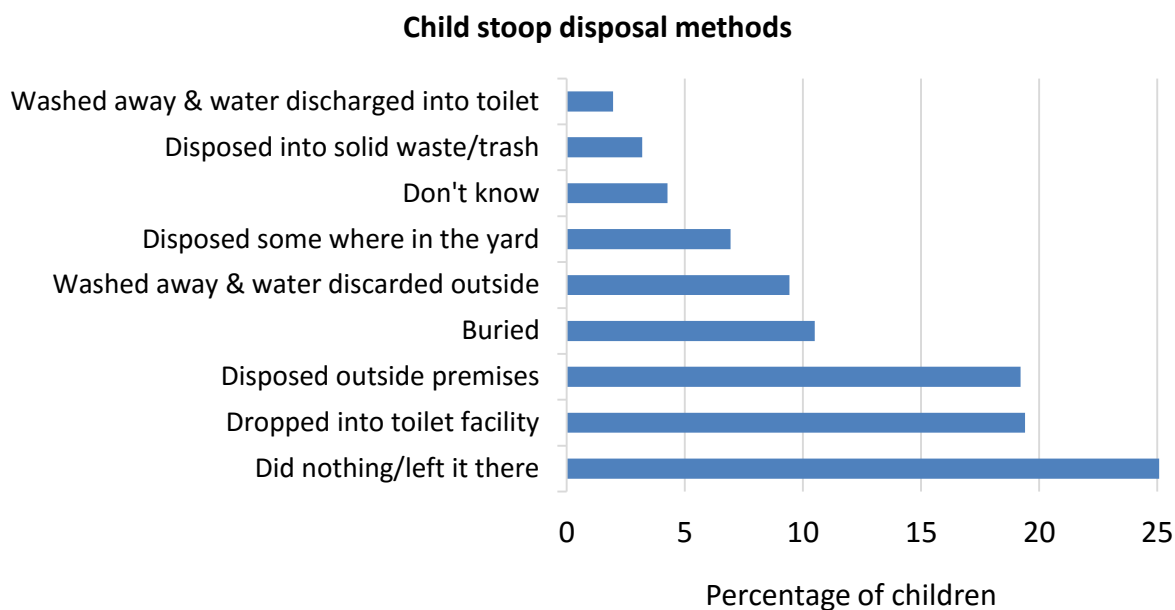 Child stoop disposal methods
Washed away & water discharged into toilet
Disposed into solid waste/trash
Don't know
Disposed some where in the yard
Washed away & water discarded outside
Buried
Disposed outside premises
Dropped into toilet facility
Did nothing/left it there
0 5 10 15 20 25
Percentage of children